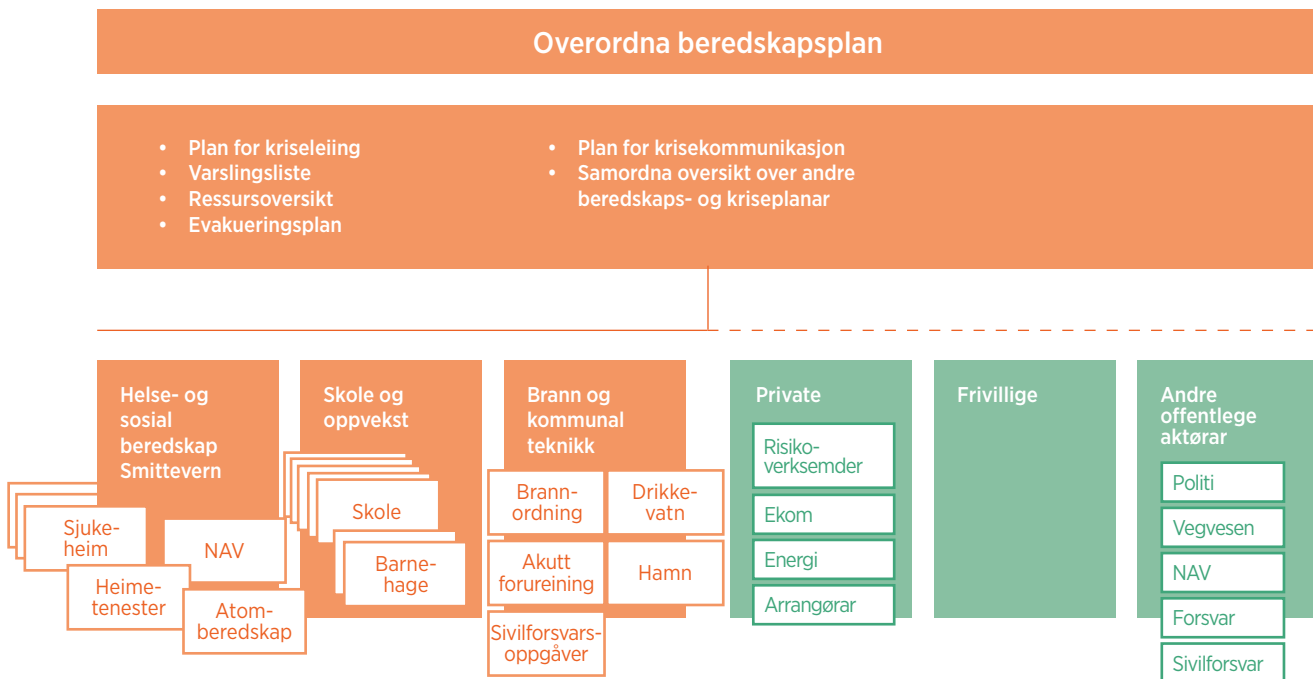 Overordna beredskapsplan
• Plan for kriseleiing
• Varslingsliste
• Ressursoversikt
• Evakueringsplan
• Plan for krisekommunikasjon
• Samordna oversikt over andre
beredskaps- og kriseplanar
Helse- og
sosial
beredskap
Smittevern
Sjuke-
heim
NAV
Heime-
tenester
Atom-
beredskap
Skole og
oppvekst
Skole
Barne-
hage
Brann og
kommunal
teknikk
Brann-
ordning
Drikke-
vatn
Akutt
forureining
Hamn
Sivilforsvars-
oppgåver
Private
Risiko-
verksemder
Ekom
Energi
Arrangørar
Frivillige
Andre
offentlege
aktørar
Politi
Vegvesen
NAV
Forsvar
Sivilforsvar